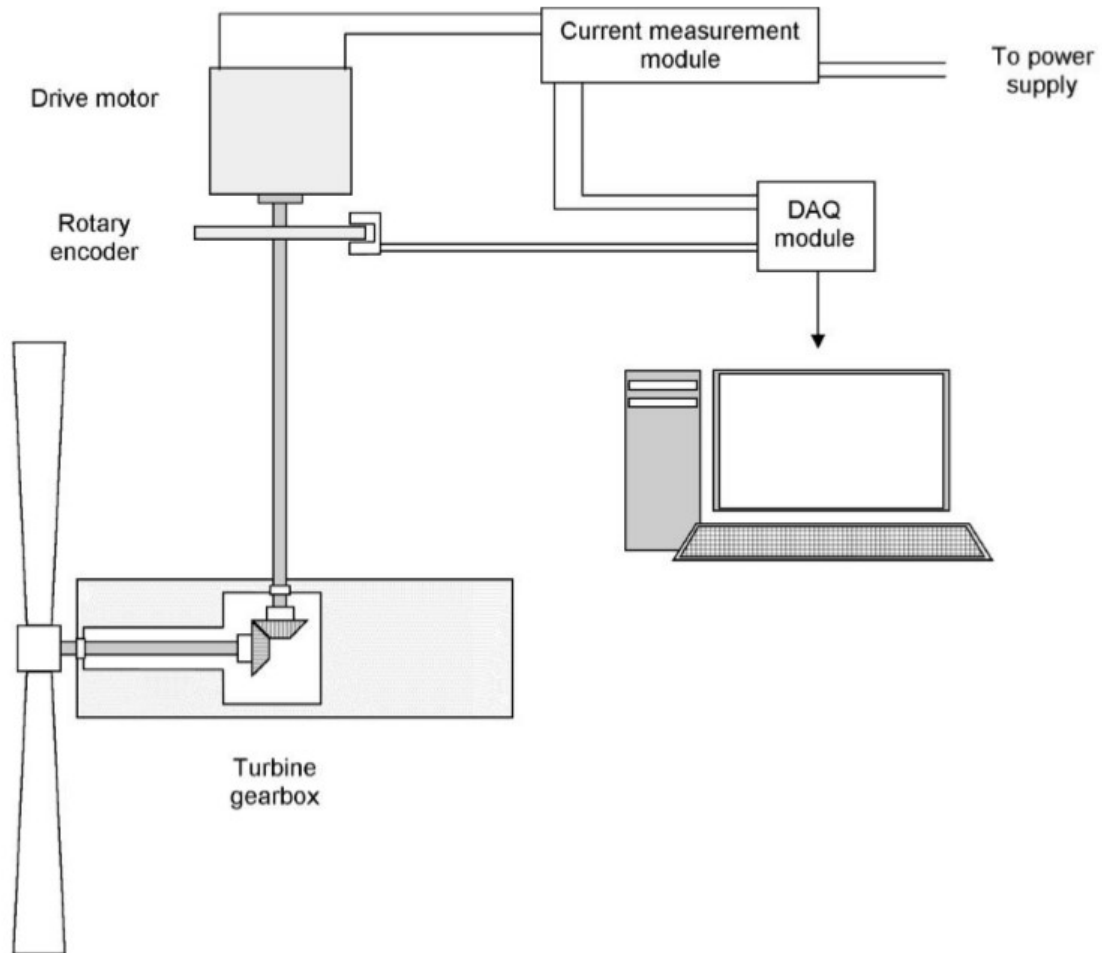 Current measurement
module
To power
supply
Drive motor
DAQ
module
Rotary
encoder
Turbine
gearbox